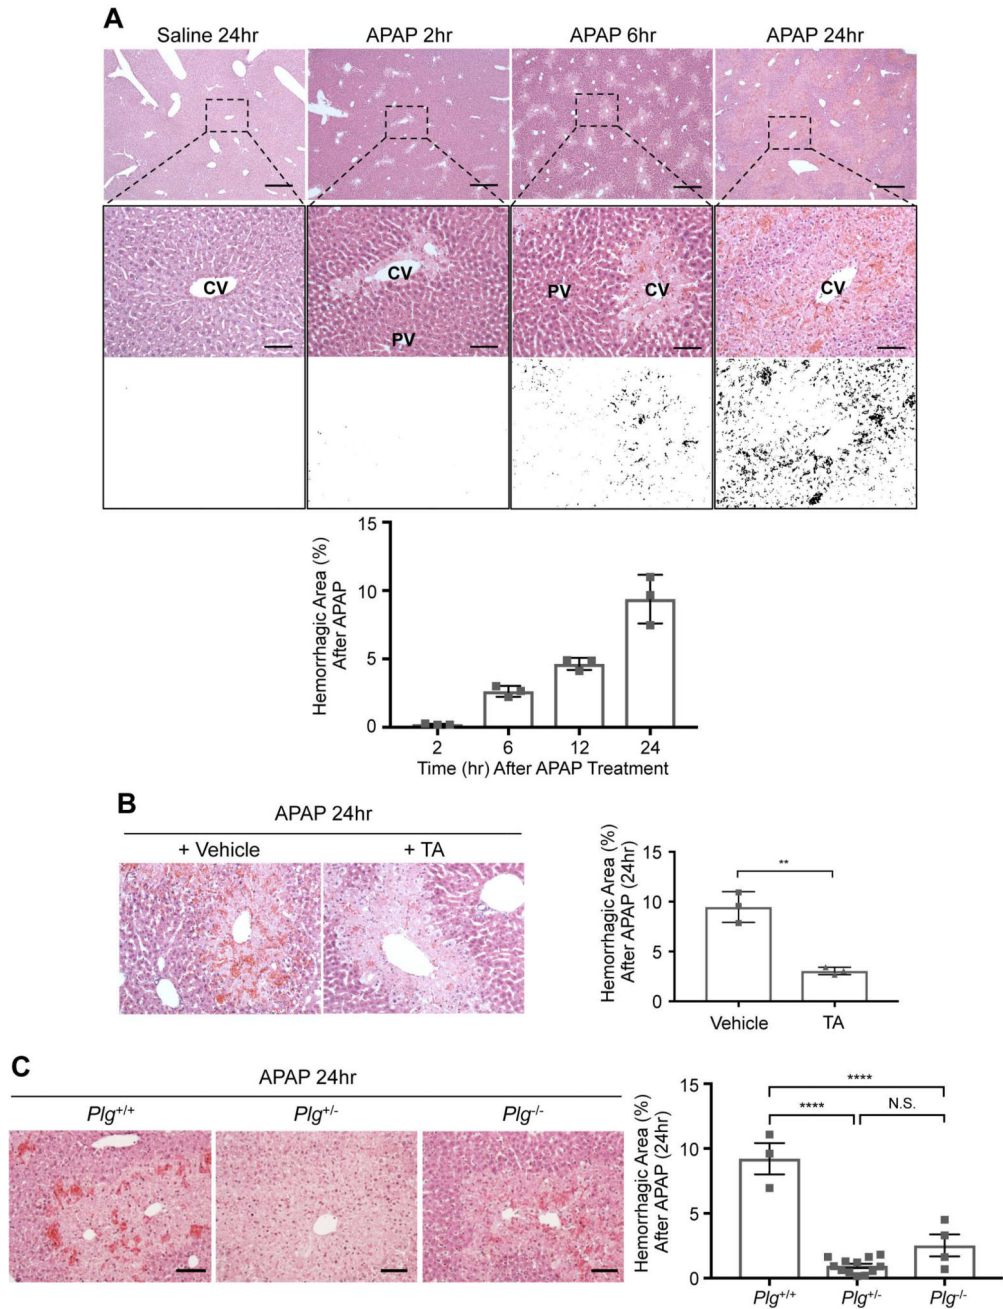 A
Saline 24hr APAP 2hr APAP 6hr APAP 24hr
CV CV PV CV CV
PV
Hemorrhagic Area (%)
After APAP
15
10
5
0
2 6 12 24
Time (hr) After APAP Treatment
B
APAP 24hr
+ Vehicle + TA
Hemorrhagic Area (%)
After APAP (24hr)
15
10
5
0
**
Vehicle TA
C
APAP 24hr
Plg+/+ Plg+/- Plg-/-
Hemorrhagic Area (%)
After APAP (24hr)
15
10
5
0
****
**** N.S.
Plg+/+ Plg+/- Plg-/-